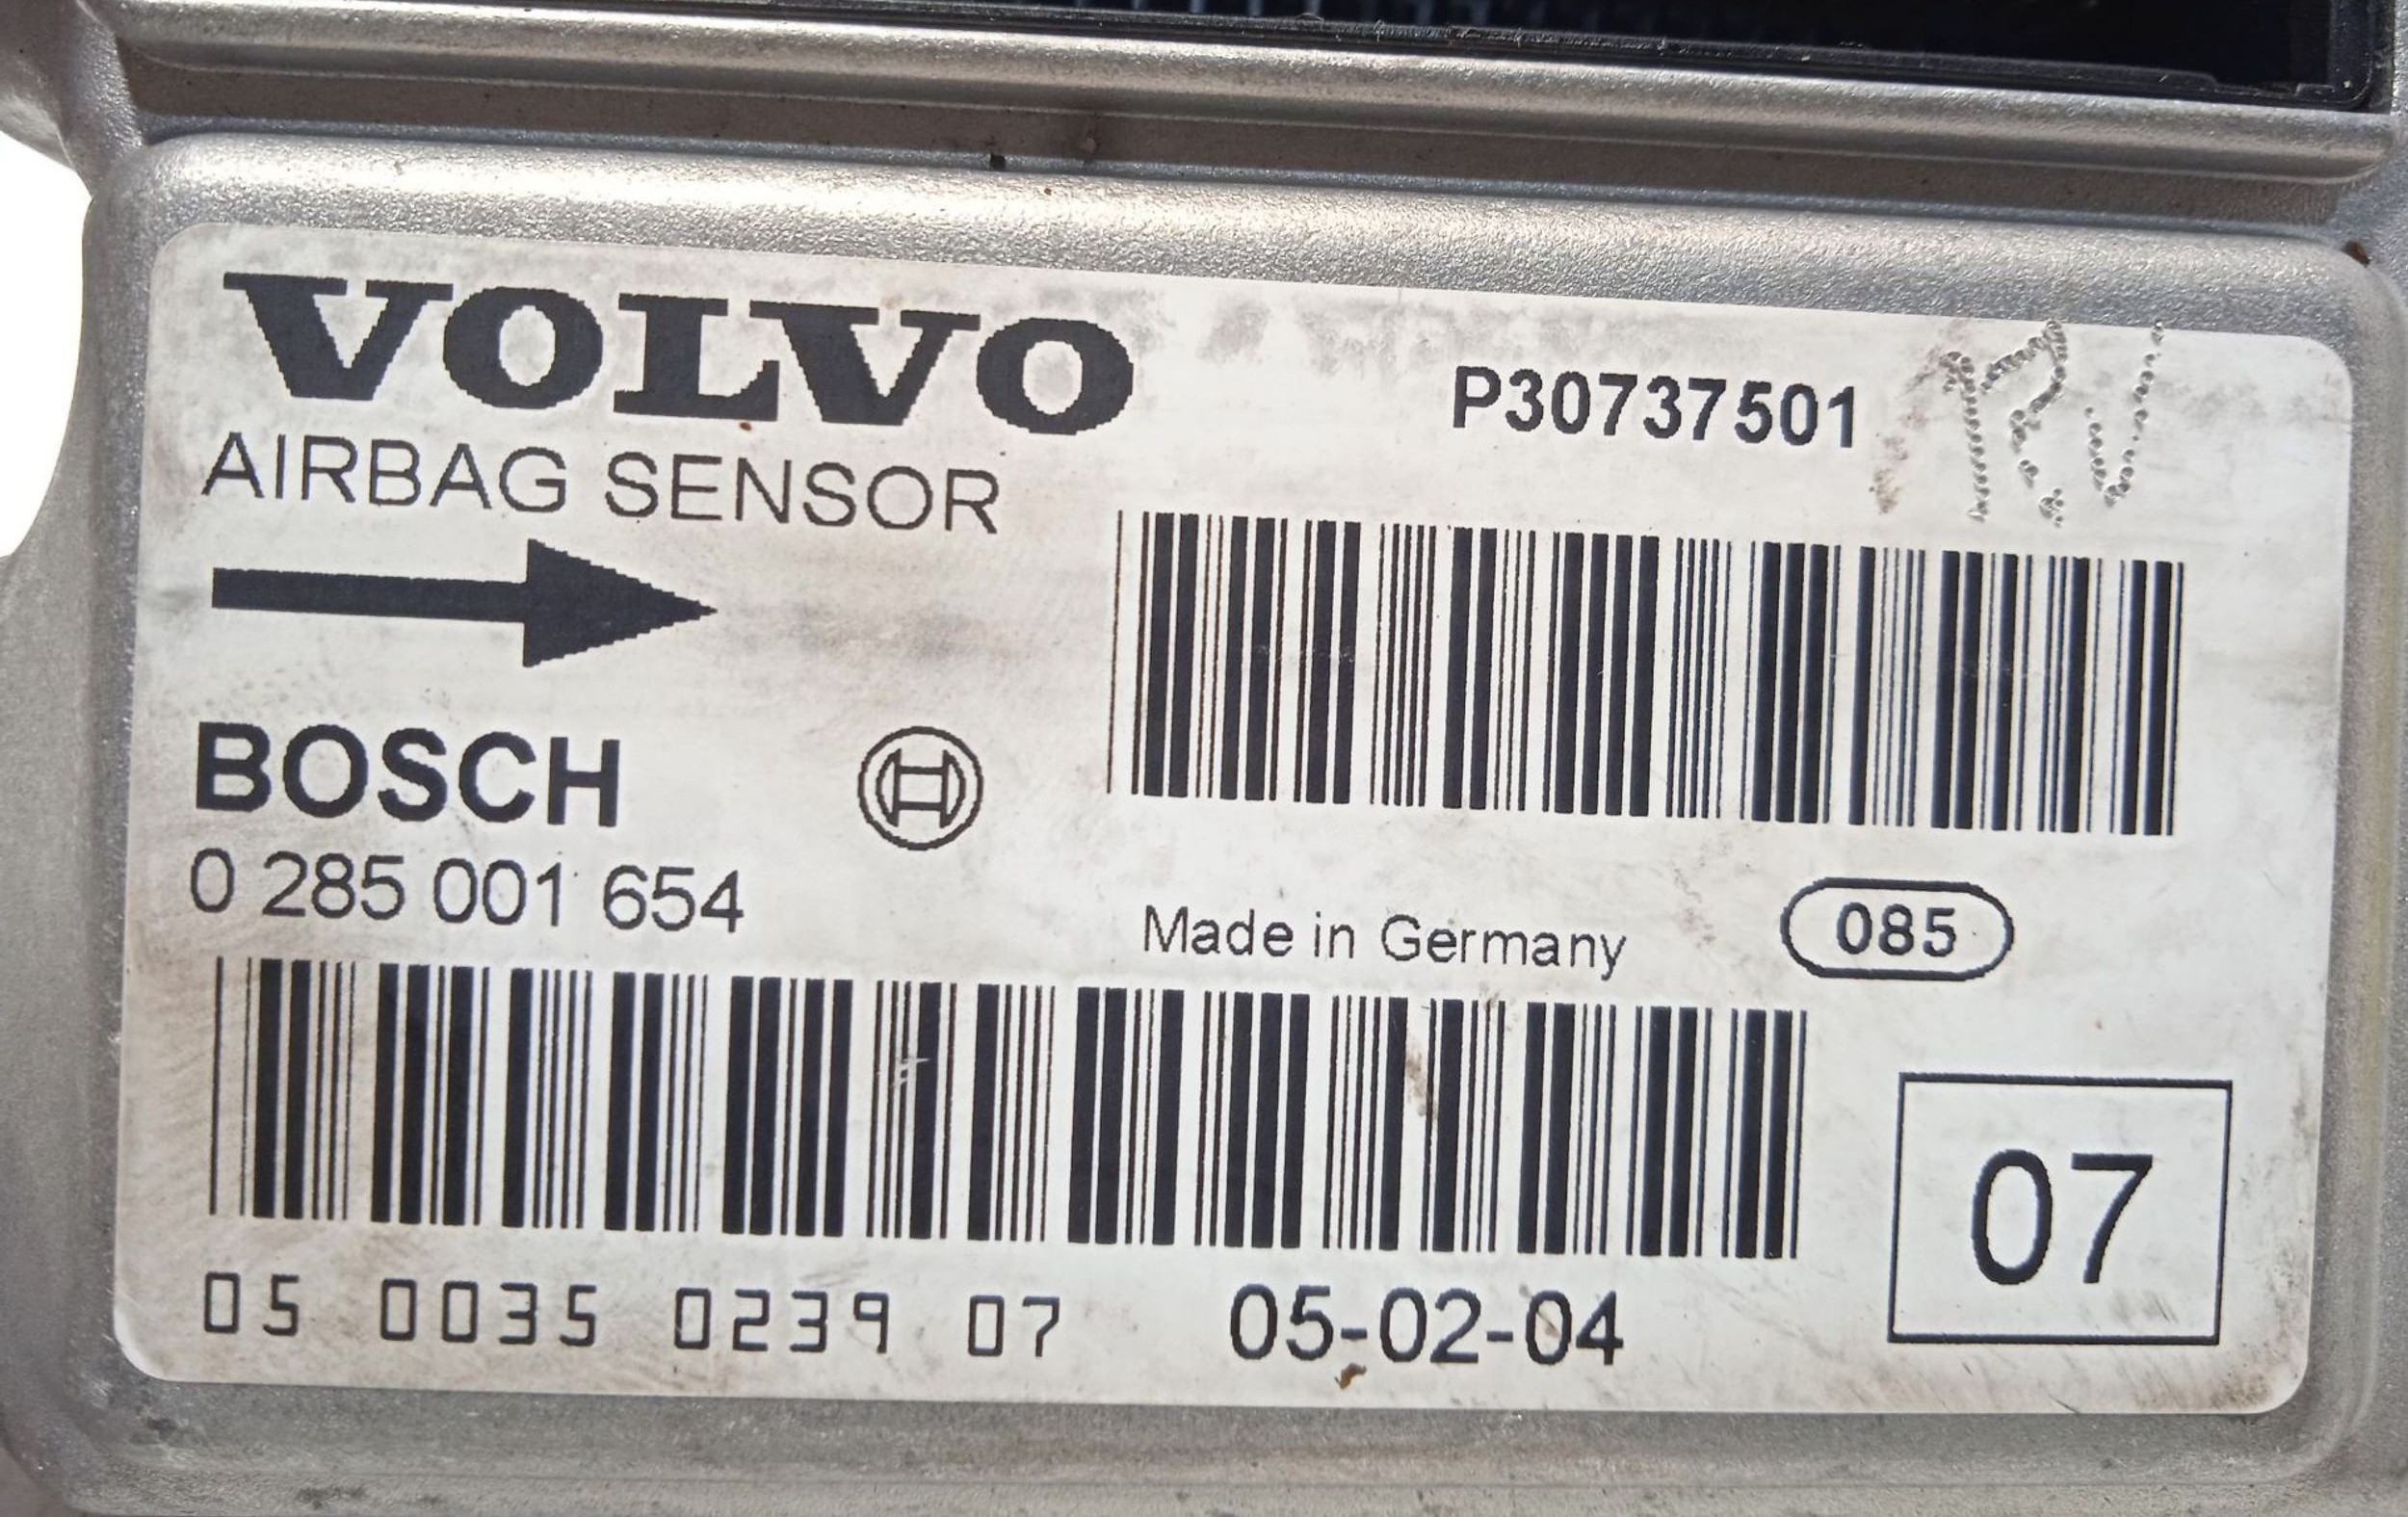 VOLVO
P30737501
AIRBAG SENSOR
BOSCH
0 285 001 654
Made in Germany
085
07
05 0035 0239 07
05-02-04